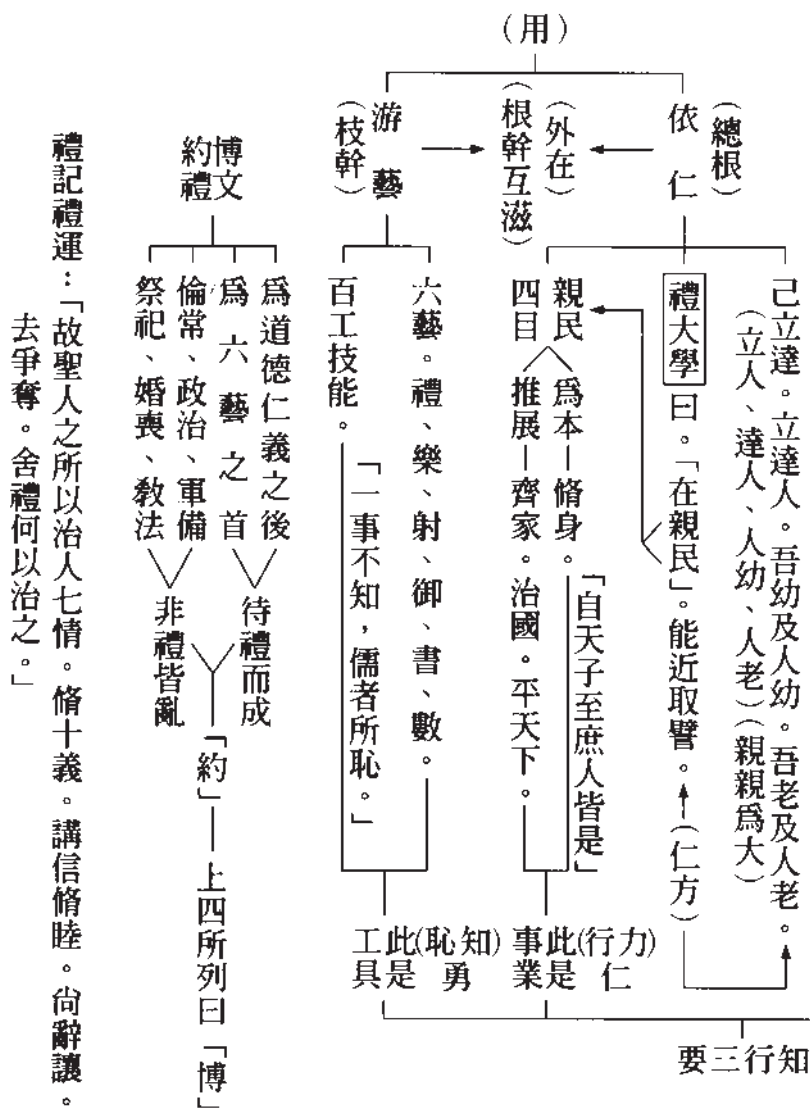 （用）
（總根）
依仁
（外在）
（根幹互滋）
游藝
（枝幹）
己立達。立達人。吾幼及人幼。吾老及人老。
（立人、達人、人幼、人老）（親親爲大）
禮大學曰。「在親民」。能近取譬。（仁方）
親民
四目
爲本－脩身。
推展－齊家。治國。平天下。
「自天子至庶人皆是」
六藝。禮、樂、射、御、書、數。
百工技能。
「一事不知，儒者所恥。」
（力行）
仁
此是
事業
（知恥）
勇
此是
工具
知行三要
博文
約禮
爲道德仁義之後
爲六藝之首
倫常、政治、軍備
祭祀、婚喪、教法
待禮而成
非禮皆亂
「約」
上四所列曰「博」
禮記禮運：「故聖人之所以治人七情。脩十義。講信脩睦。尚辭讓。
去爭奪。舍禮何以治之。」